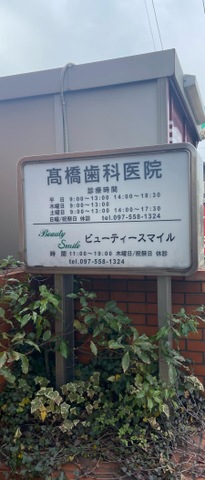 髙橋歯科医院
診療時間
平日 9:00〜13:00 14:00〜18:30
木曜日 9:00〜13:00
土曜日 9:00〜13:00 14:00〜17:30
日曜/祝祭日 休診 tel.097-558-1324
Beauty Smile ビューティースマイル
時間 11:00〜19:00 木曜日/祝祭日 休診
tel.097-558-1324